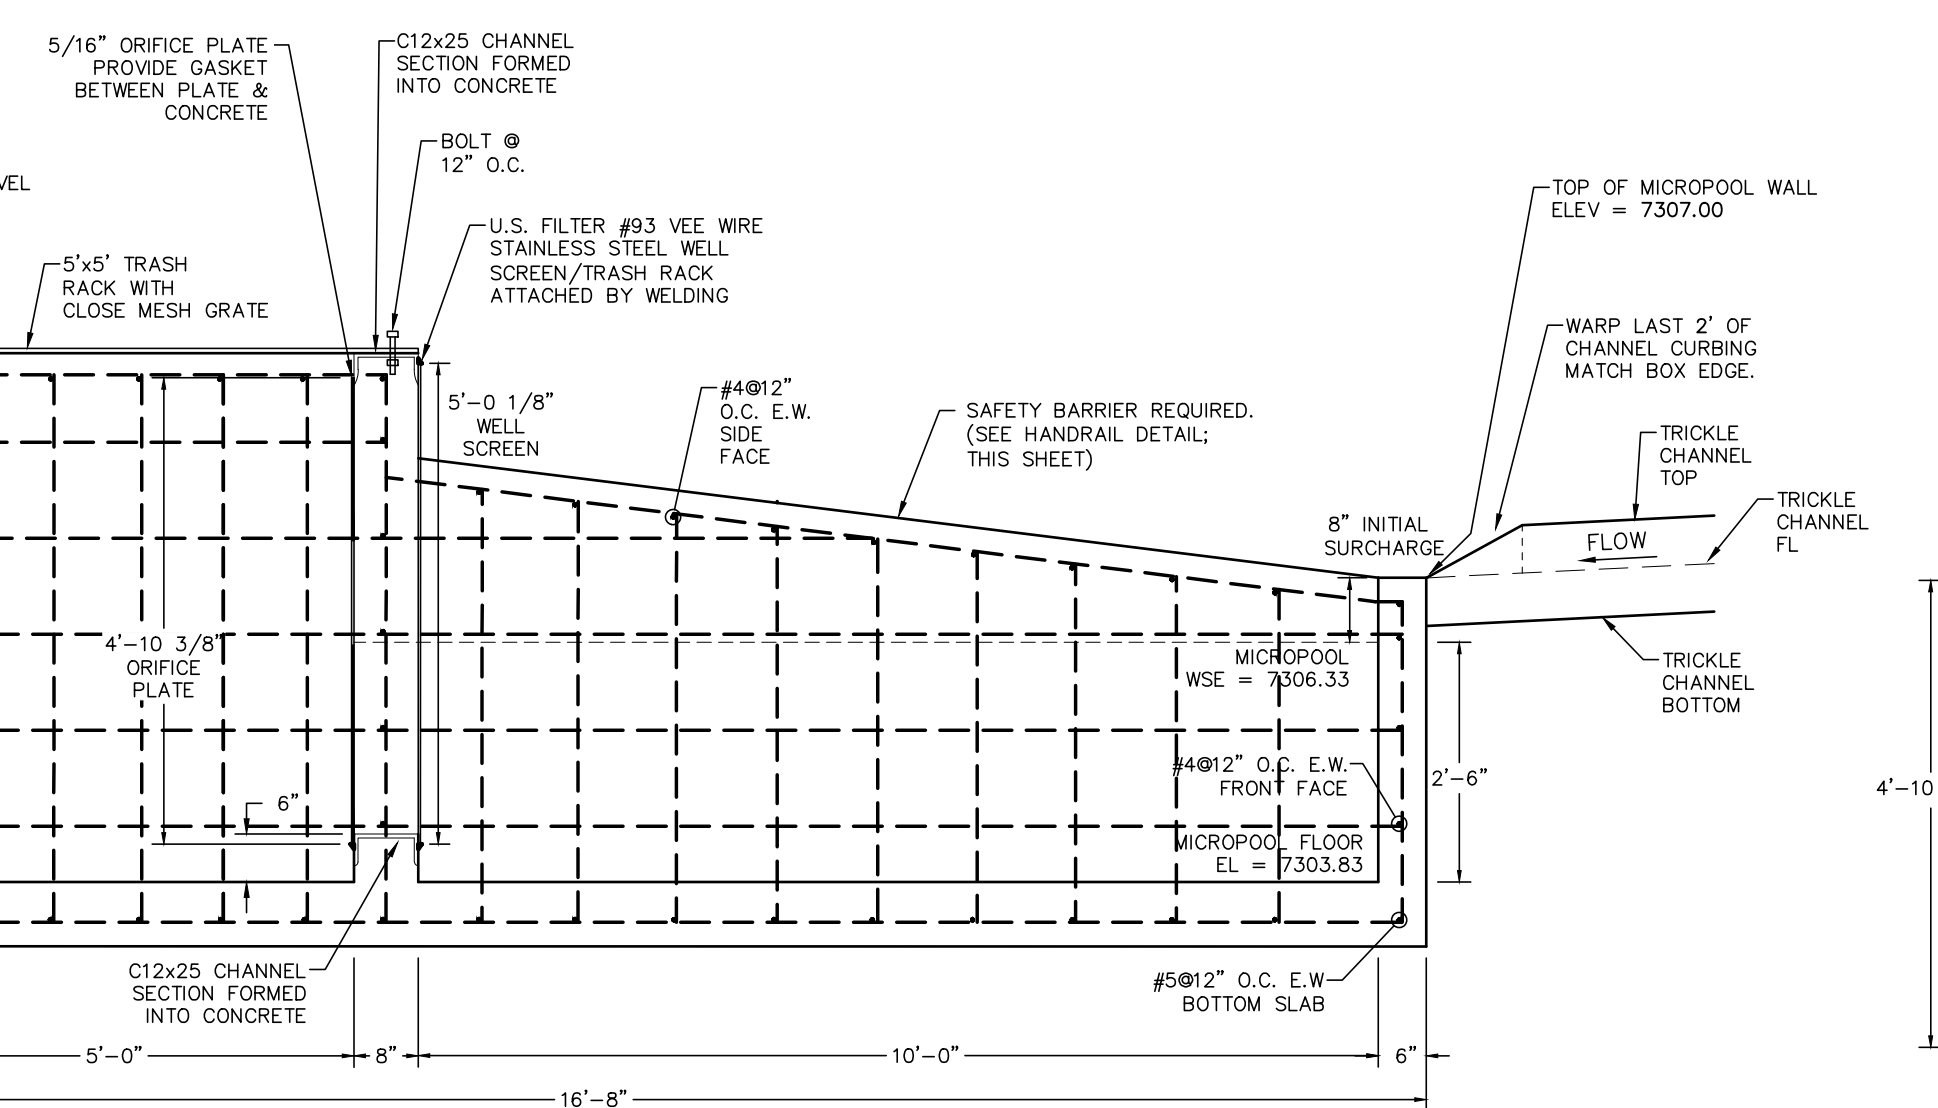 5/16" ORIFICE PLATE
PROVIDE GASKET
BETWEEN PLATE &
CONCRETE
C12x25 CHANNEL
SECTION FORMED
INTO CONCRETE
BOLT @
12" O.C.
VEL
U.S. FILTER #93 VEE WIRE
STAINLESS STEEL WELL
SCREEN/TRASH RACK
ATTACHED BY WELDING
5'x5' TRASH
RACK WITH
CLOSE MESH GRATE
TOP OF MICROPOOL WALL
ELEV = 7307.00
WARP LAST 2' OF
CHANNEL CURBING
MATCH BOX EDGE.
5'-0 1/8"
WELL
SCREEN
#4@12"
O.C. E.W.
SIDE
FACE
SAFETY BARRIER REQUIRED.
(SEE HANDRAIL DETAIL;
THIS SHEET)
TRICKLE
CHANNEL
TOP
TRICKLE
CHANNEL
FL
8" INITIAL
SURCHARGE
FLOW
4'-10 3/8"
ORIFICE
PLATE
MICROPOOL
WSE = 7306.33
TRICKLE
CHANNEL
BOTTOM
#4@12" O.C. E.W.
FRONT FACE
2'-6"
4'-10
6"
MICROPOOL FLOOR
EL = 7303.83
C12x25 CHANNEL
SECTION FORMED
INTO CONCRETE
#5@12" O.C. E.W
BOTTOM SLAB
5'-0"
8"
10'-0"
6"
16'-8"